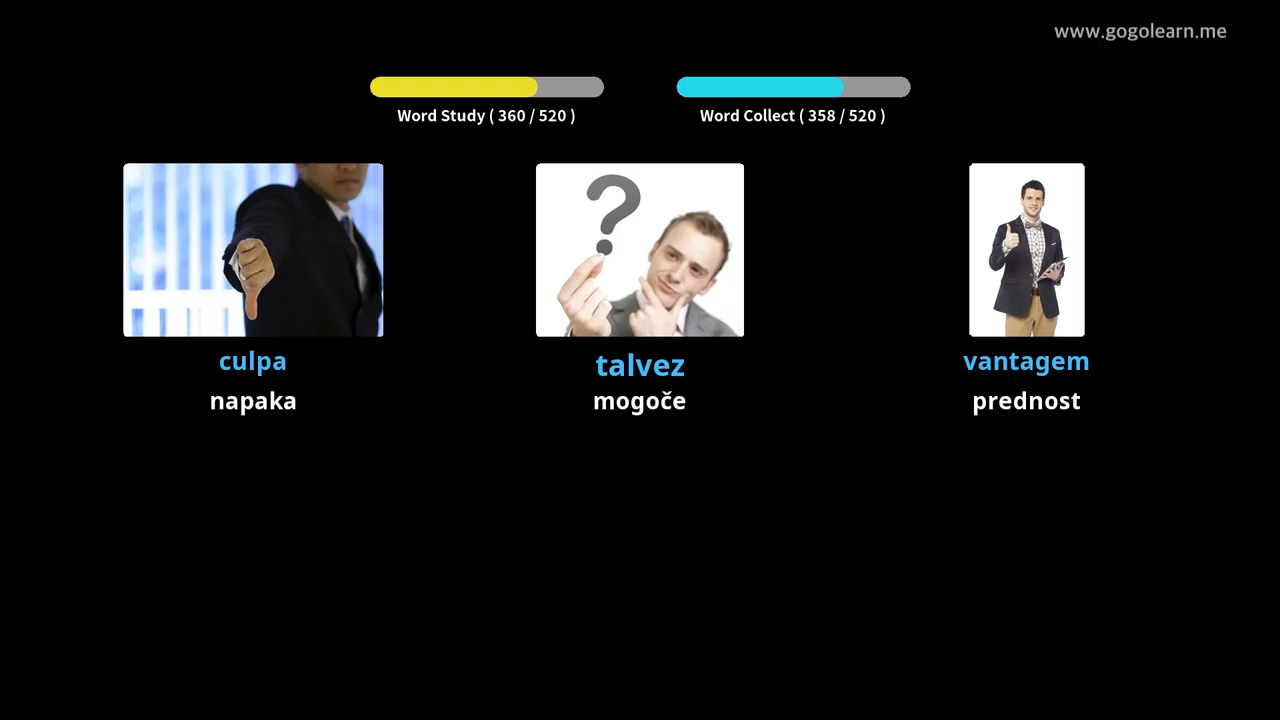 www.gogolearn.me
Word Study ( 360 / 520 )
Word Collect ( 358 / 520 )
culpa
talvez
vantagem
napaka
mogoče
prednost